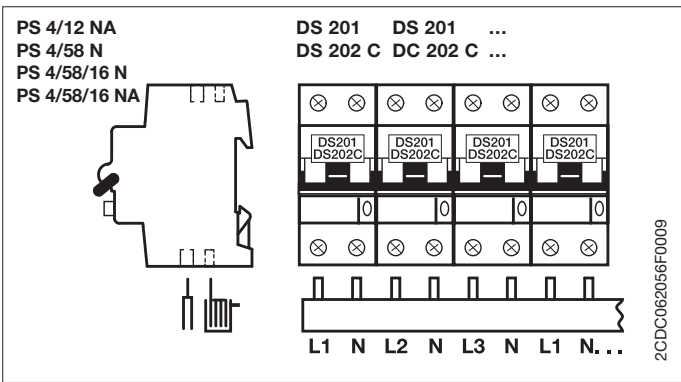 PS 4/12 NA
PS 4/58 N
PS 4/58/16 N
PS 4/58/16 NA
DS 201 DS 201 ...
DS 202 C DC 202 C ...
DS201 DS201 DS201 DS201
DS202C DS202C DS202C DS202C
L1 N L2 N L3 N L1 N...
2CDC062056F0009